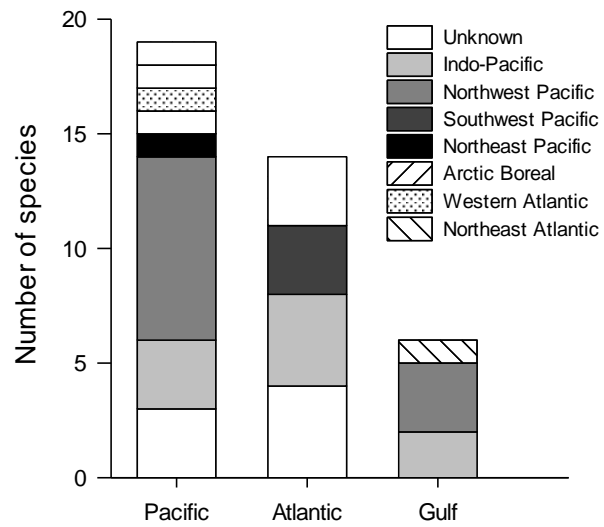 20
15
10
5
0
Number of species
Unknown
Indo-Pacific
Northwest Pacific
Southwest Pacific
Northeast Pacific
Arctic Boreal
Western Atlantic
Northeast Atlantic
Pacific Atlantic Gulf